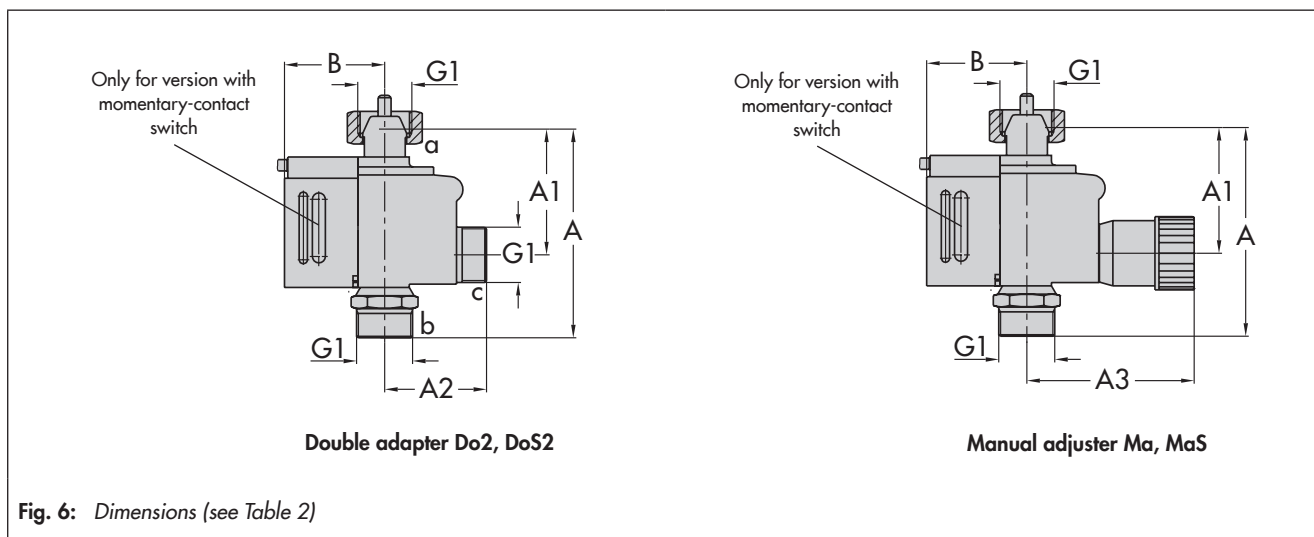 Only for version with
momentary-contact
switch
B
G1
a
A1
A
G1
c
b
G1
A2
Double adapter Do2, DoS2
Only for version with
momentary-contact
switch
B
G1
A1
A
G1
A3
Manual adjuster Ma, MaS
Fig. 6: Dimensions (see Table 2)